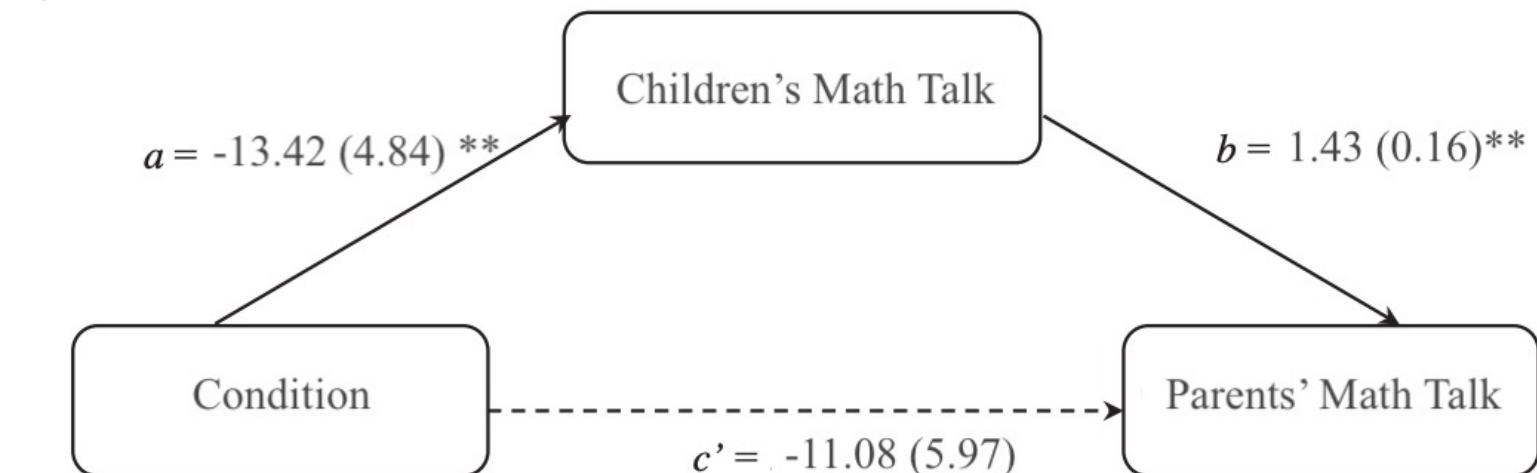 Children’s Math Talk
a = -13.42 (4.84) **
b = 1.43 (0.16)**
Condition
Parents’ Math Talk
c’ = -11.08 (5.97)